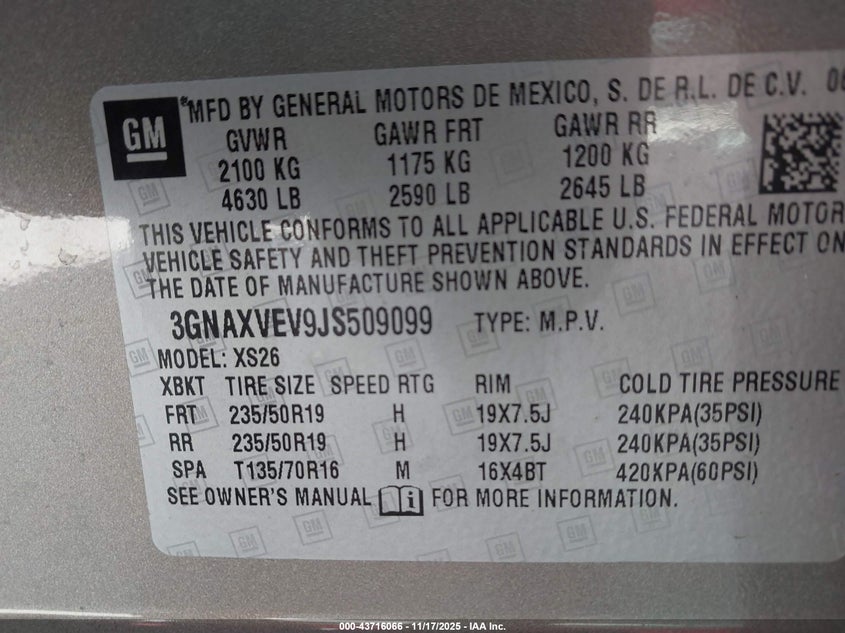 GM
*MFD BY GENERAL MOTORS DE MEXICO, S. DE R.L. DE C.V.
GVWR GAWR FRT GAWR RR
2100 KG 1175 KG 1200 KG
4630 LB 2590 LB 2645 LB
THIS VEHICLE CONFORMS TO ALL APPLICABLE U.S. FEDERAL MOTOR
VEHICLE SAFETY AND THEFT PREVENTION STANDARDS IN EFFECT ON
THE DATE OF MANUFACTURE SHOWN ABOVE.
3GNAXVEV9JS509099 TYPE: M.P.V.
MODEL: XS26
XBKT TIRE SIZE SPEED RTG RIM COLD TIRE PRESSURE
FRT 235/50R19 H 19X7.5J 240KPA(35PSI)
RR 235/50R19 H 19X7.5J 240KPA(35PSI)
SPA T135/70R16 M 16X4BT 420KPA(60PSI)
SEE OWNER'S MANUAL i FOR MORE INFORMATION.
000-43716066 - 11/17/2025 - IAA Inc.